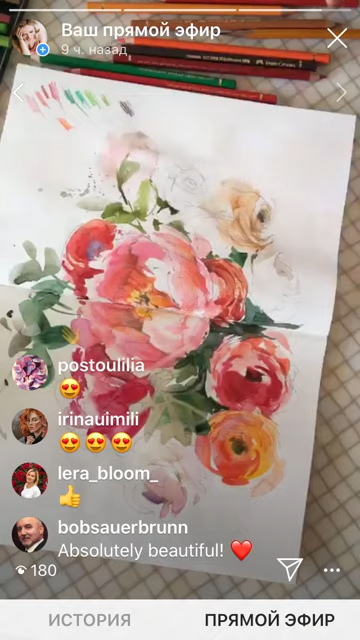 Ваш прямой эфир
9 ч. назад
postoulilia
😍
irinauimili
😍😍😍
lera_bloom_
👍
bobsauerbrunn
Absolutely beautiful! ❤️
180
ИСТОРИЯ
ПРЯМОЙ ЭФИР